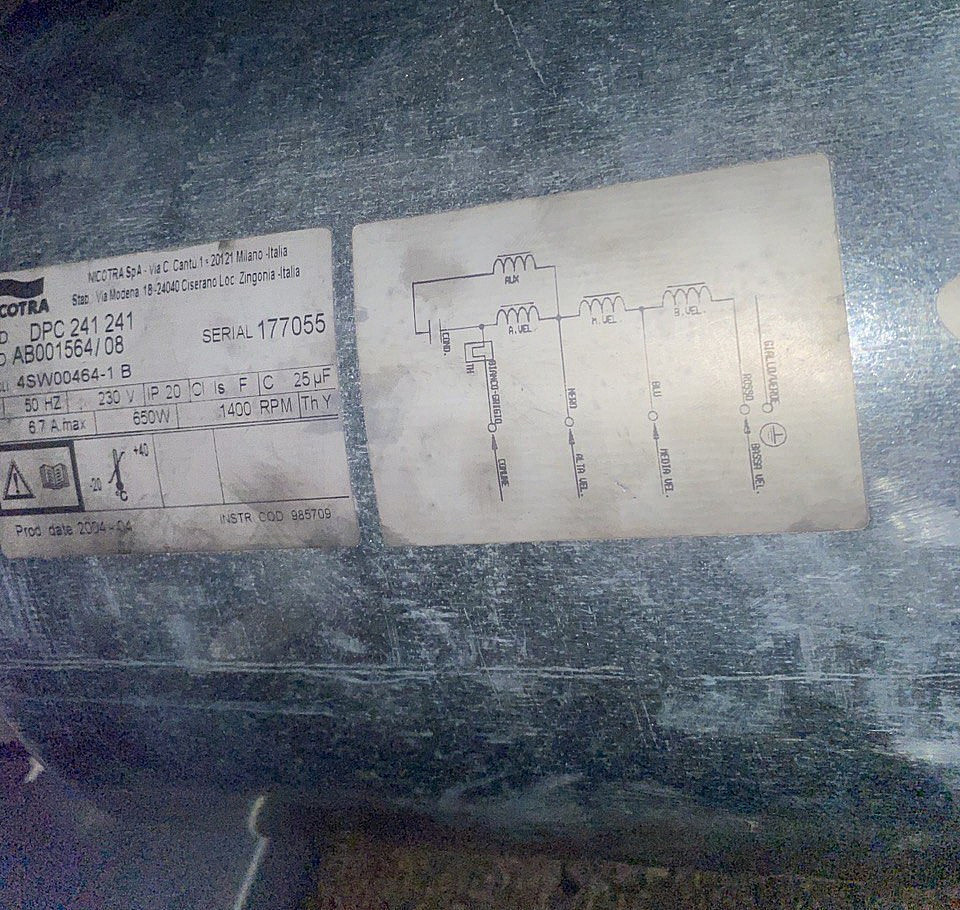 NICOTRA SpA - Via C. Cantu 1 - 20121 Milano -Italia
Stab. Via Modena 18-24040 Ciserano Loc. Zingonia -Italia
COTRA
DPC 241 241
SERIAL 177055
AB001564/ 08
4SW00464-1 B
50 HZ 230 V IP 20 Cl is. F C 25 µF
6.7 A max 650W 1400 RPM Th Y
-20 +40
°C
Prod. date 2004-04
INSTR. COD 985709
AUX
A.VEL
M.VEL
B.VEL.
COND.
TH
BIANCO-GRIGIO
NERO
BLU
ROSSO
GIALLO/VERDE
COMUNE
ALTA VEL.
MEDIA VEL.
BASSA VEL.